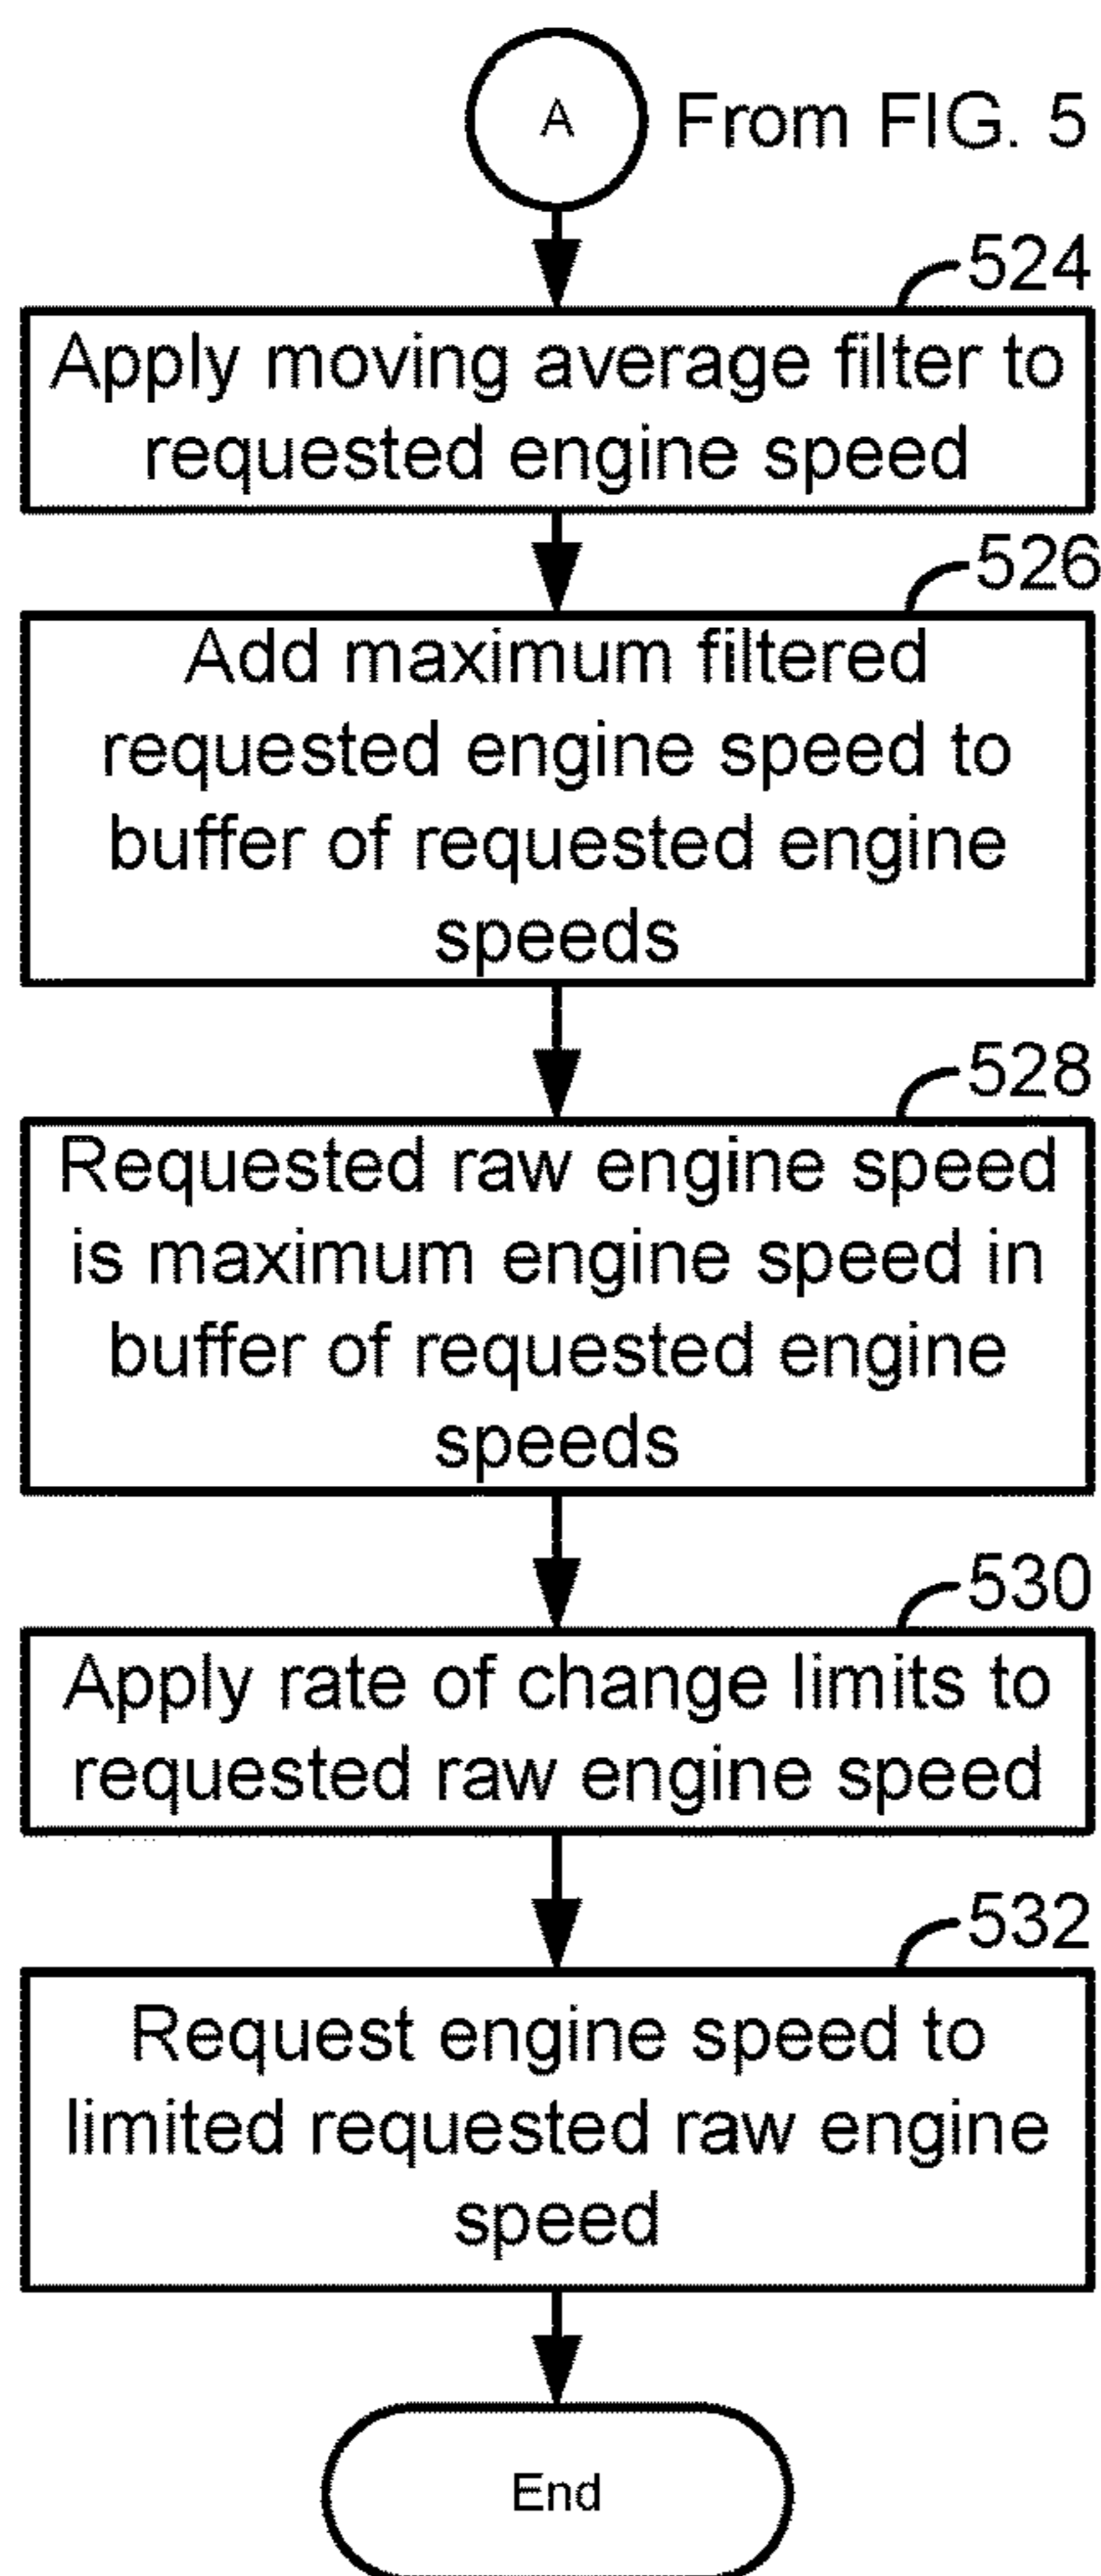 A
From FIG. 5
524
Apply moving average filter to
requested engine speed
526
Add maximum filtered
requested engine speed to
buffer of requested engine
speeds
528
Requested raw engine speed
is maximum engine speed in
buffer of requested engine
speeds
530
Apply rate of change limits to
requested raw engine speed
532
Request engine speed to
limited requested raw engine
speed
End